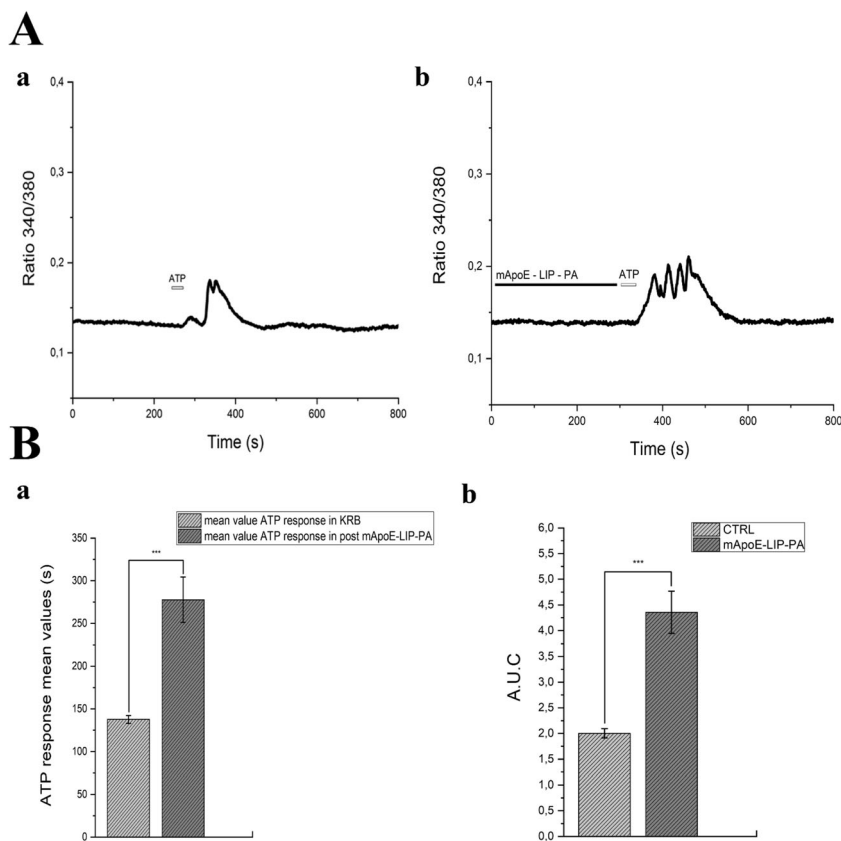 A
a
0,4
0,3
0,2
0,1
Ratio 340/380
ATP
0 200 400 600 800
Time (s)
b
0,4
0,3
0,2
0,1
Ratio 340/380
mApoE - LIP - PA
ATP
0 200 400 600 800
Time (s)
B
a
mean value ATP response in KRB
mean value ATP response in post mApoE-LIP-PA
350
300
250
200
150
100
50
0
ATP response mean values (s)
***
b
CTRL
mApoE-LIP-PA
6,0
5,5
5,0
4,5
4,0
3,5
3,0
2,5
2,0
1,5
1,0
0,5
0,0
A.U.C
***